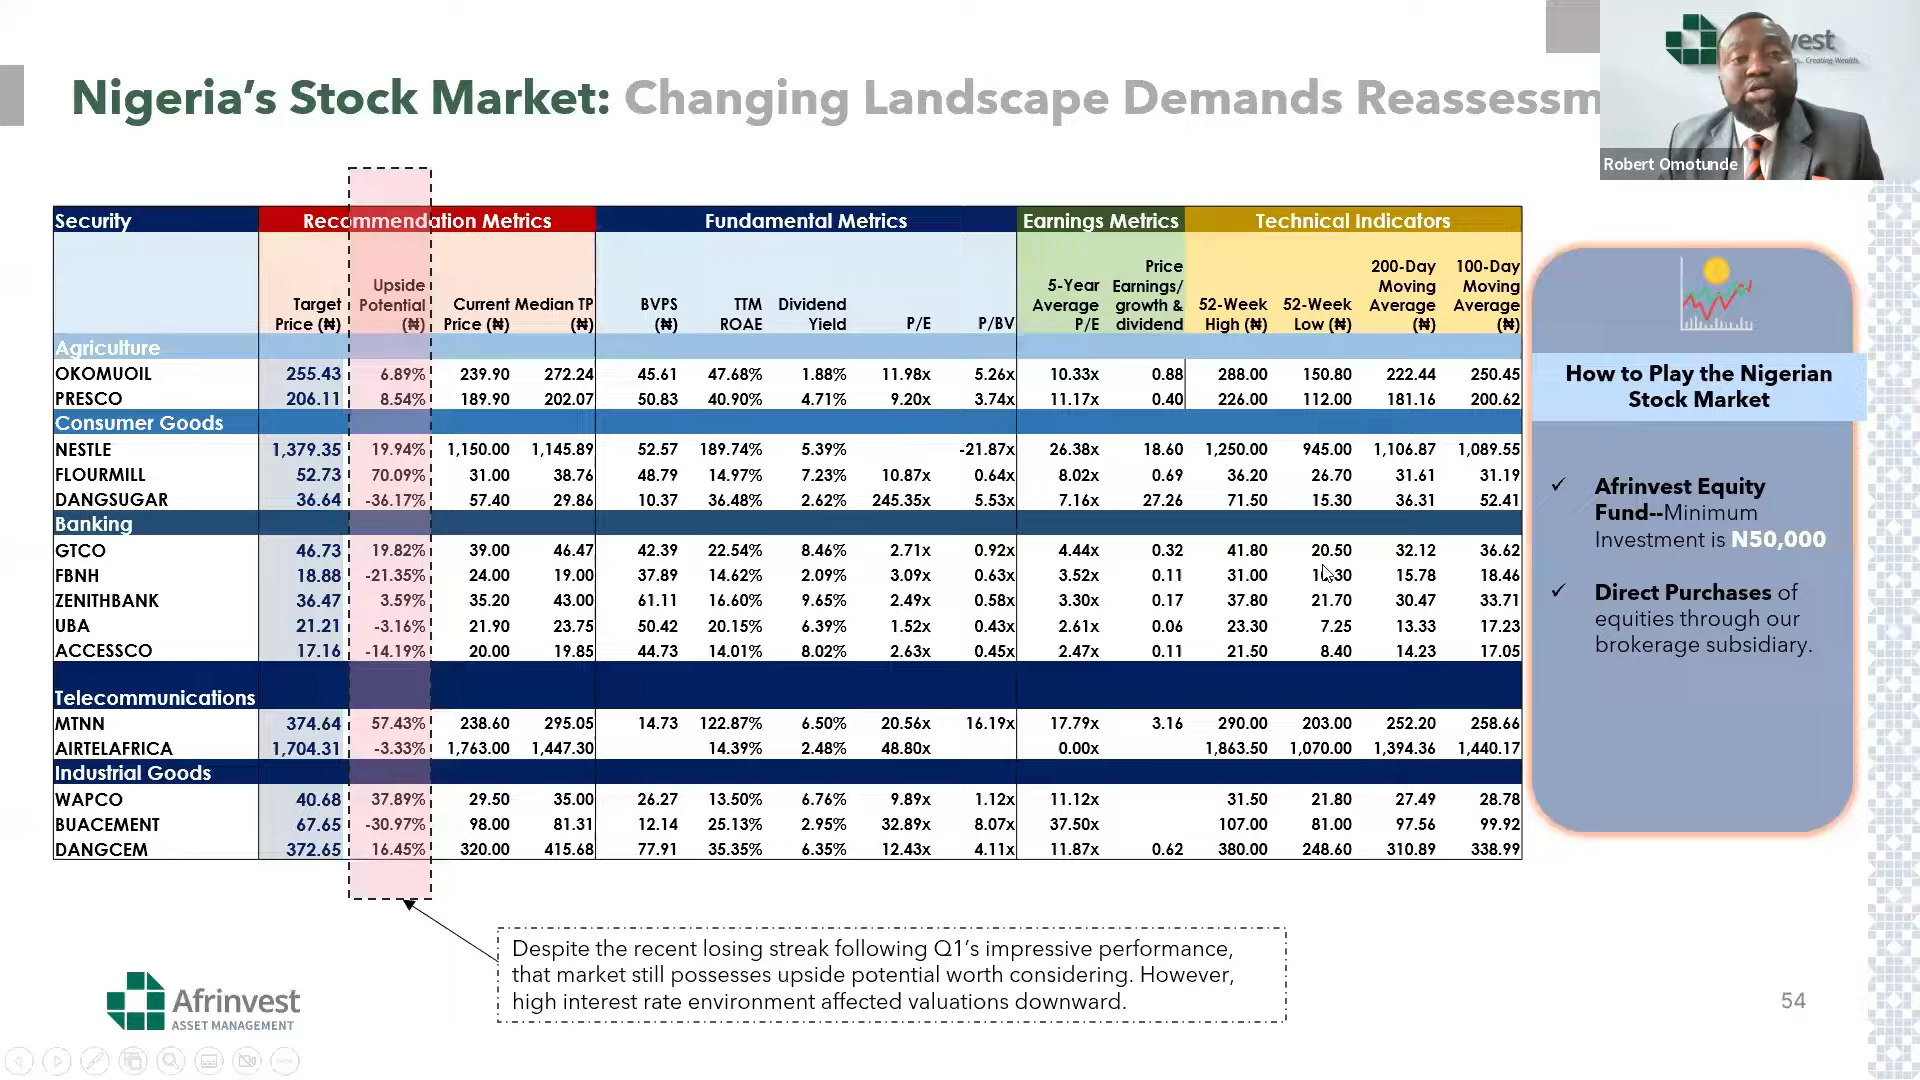 Nigeria's Stock Market: Changing Landscape Demands Reassessm
vest
Creating Wealth.
Robert Omotunde
Security Recommendation Metrics Fundamental Metrics Earnings Metrics Technical Indicators
Target Price (₦) Upside Potential (₦) Current Price (₦) Median TP (₦) BVPS (₦) TTM ROAE Dividend Yield P/E P/BV 5-Year Average P/E Price Earnings/ growth & dividend 52-Week High (₦) 52-Week Low (₦) 200-Day Moving Average (₦) 100-Day Moving Average (₦)
Agriculture
OKOMUOIL 255.43 6.89% 239.90 272.24 45.61 47.68% 1.88% 11.98x 5.26x 10.33x 0.88 288.00 150.80 222.44 250.45
PRESCO 206.11 8.54% 189.90 202.07 50.83 40.90% 4.71% 9.20x 3.74x 11.17x 0.40 226.00 112.00 181.16 200.62
Consumer Goods
NESTLE 1,379.35 19.94% 1,150.00 1,145.89 52.57 189.74% 5.39% -21.87x 26.38x 18.60 1,250.00 945.00 1,106.87 1,089.55
FLOURMILL 52.73 70.09% 31.00 38.76 48.79 14.97% 7.23% 10.87x 0.64x 8.02x 0.69 36.20 26.70 31.61 31.19
DANGSUGAR 36.64 -36.17% 57.40 29.86 10.37 36.48% 2.62% 245.35x 5.53x 7.16x 27.26 71.50 15.30 36.31 52.41
Banking
GTCO 46.73 19.82% 39.00 46.47 42.39 22.54% 8.46% 2.71x 0.92x 4.44x 0.32 41.80 20.50 32.12 36.62
FBNH 18.88 -21.35% 24.00 19.00 37.89 14.62% 2.09% 3.09x 0.63x 3.52x 0.11 31.00 15.78 18.46
ZENITHBANK 36.47 3.59% 35.20 43.00 61.11 16.60% 9.65% 2.49x 0.58x 3.30x 0.17 37.80 21.70 30.47 33.71
UBA 21.21 -3.16% 21.90 23.75 50.42 20.15% 6.39% 1.52x 0.43x 2.61x 0.06 23.30 7.25 13.33 17.23
ACCESSCO 17.16 -14.19% 20.00 19.85 44.73 14.01% 8.02% 2.63x 0.45x 2.47x 0.11 21.50 8.40 14.23 17.05
Telecommunications
MTNN 374.64 57.43% 238.60 295.05 14.73 122.87% 6.50% 20.56x 16.19x 17.79x 3.16 290.00 203.00 252.20 258.66
AIRTELAFRICA 1,704.31 -3.33% 1,763.00 1,447.30 14.39% 2.48% 48.80x 0.00x 1,863.50 1,070.00 1,394.36 1,440.17
Industrial Goods
WAPCO 40.68 37.89% 29.50 35.00 26.27 13.50% 6.76% 9.89x 1.12x 11.12x 31.50 21.80 27.49 28.78
BUACEMENT 67.65 -30.97% 98.00 81.31 12.14 25.13% 2.95% 32.89x 8.07x 37.50x 107.00 81.00 97.56 99.92
DANGCEM 372.65 16.45% 320.00 415.68 77.91 35.35% 6.35% 12.43x 4.11x 11.87x 0.62 380.00 248.60 310.89 338.99
How to Play the Nigerian
Stock Market
✓ Afrinvest Equity
Fund--Minimum
Investment is N50,000
✓ Direct Purchases of
equities through our
brokerage subsidiary.
Despite the recent losing streak following Q1's impressive performance,
that market still possesses upside potential worth considering. However,
high interest rate environment affected valuations downward.
Afrinvest
ASSET MANAGEMENT
54